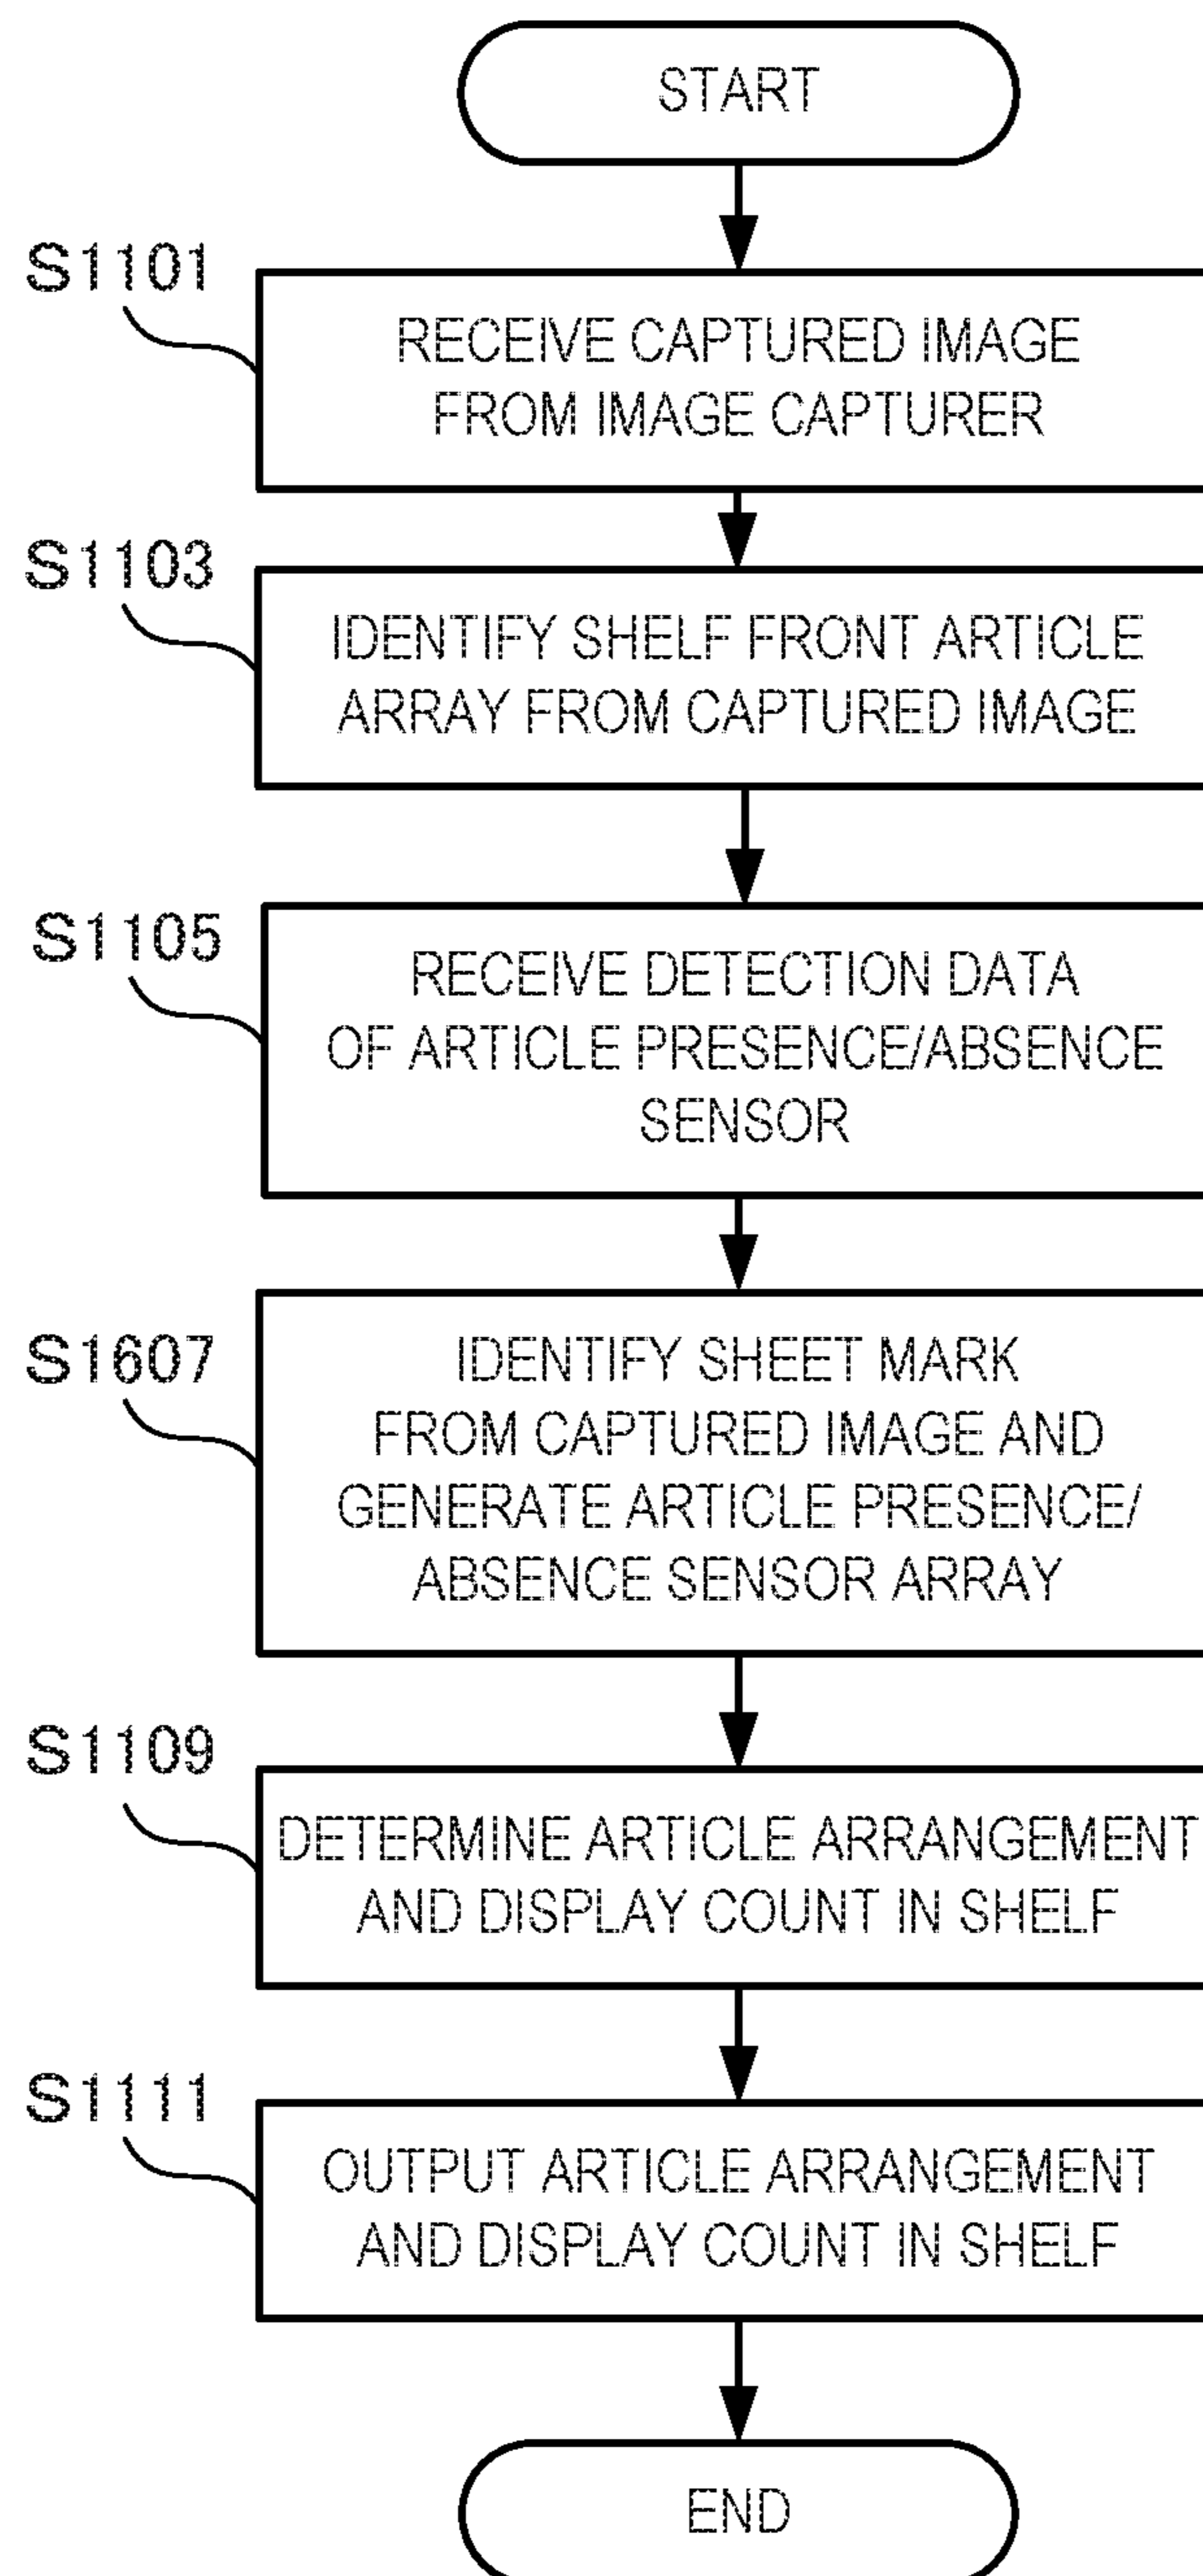 START
S1101
RECEIVE CAPTURED IMAGE
FROM IMAGE CAPTURER
S1103
IDENTIFY SHELF FRONT ARTICLE
ARRAY FROM CAPTURED IMAGE
S1105
RECEIVE DETECTION DATA
OF ARTICLE PRESENCE/ABSENCE
SENSOR
S1607
IDENTIFY SHEET MARK
FROM CAPTURED IMAGE AND
GENERATE ARTICLE PRESENCE/
ABSENCE SENSOR ARRAY
S1109
DETERMINE ARTICLE ARRANGEMENT
AND DISPLAY COUNT IN SHELF
S1111
OUTPUT ARTICLE ARRANGEMENT
AND DISPLAY COUNT IN SHELF
END